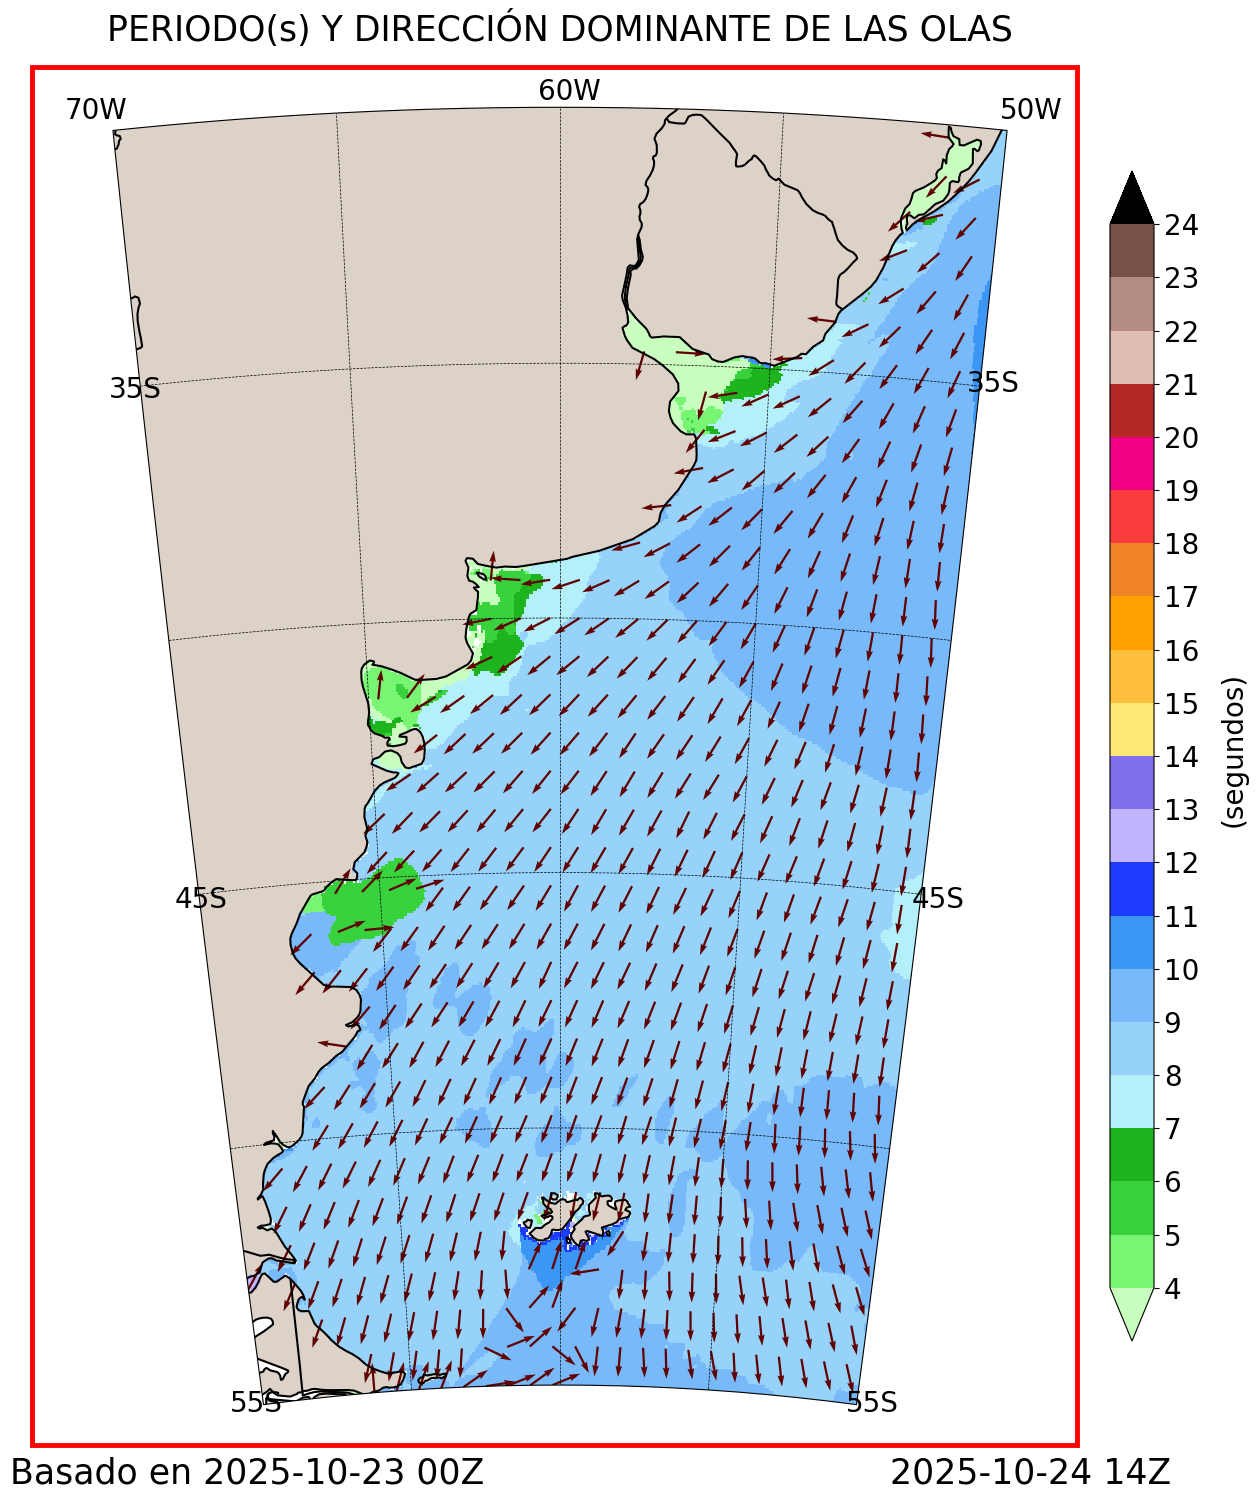 PERIODO(s) Y DIRECCIÓN DOMINANTE DE LAS OLAS
70W
60W
50W
35S
35S
45S
45S
55S
55S
24
23
22
21
20
19
18
17
16
15
14
13
12
11
10
9
8
7
6
5
4
(segundos)
Basado en 2025-10-23 00Z
2025-10-24 14Z